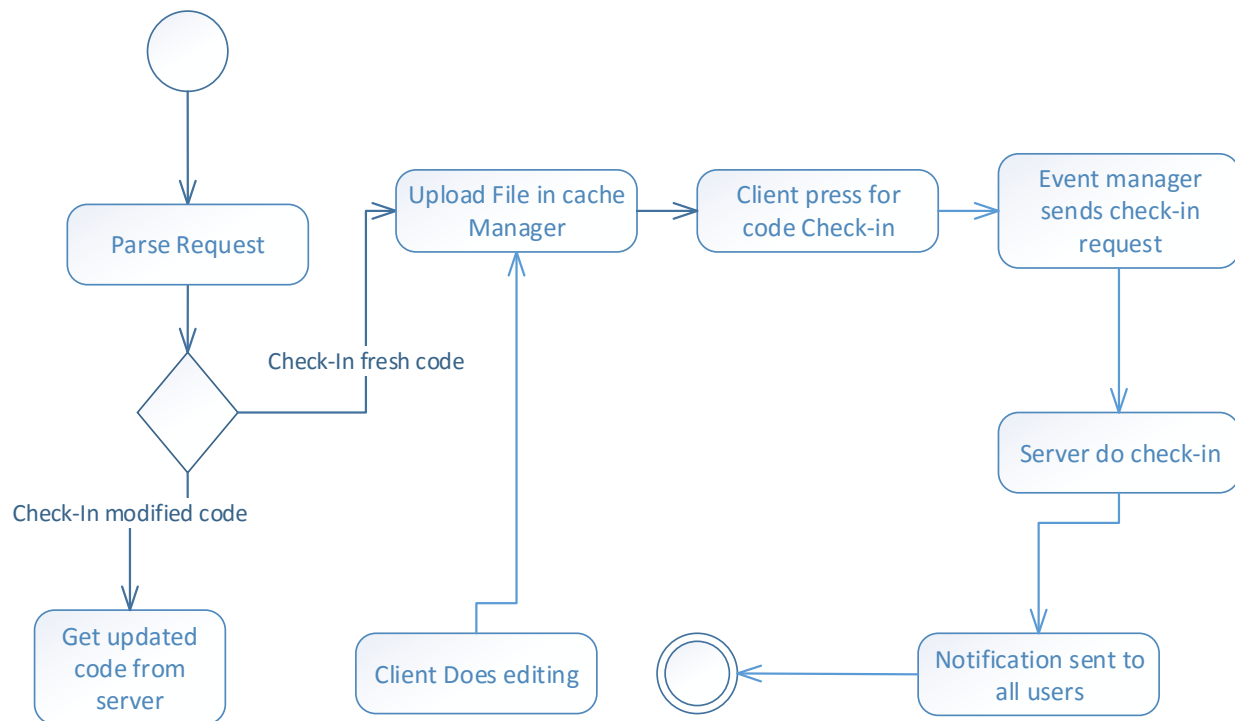 Parse Request
Upload File in cache
Manager
Client press for
code Check-in
Event manager
sends check-in
request
Check-In fresh code
Check-In modified code
Server do check-in
Get updated
code from
server
Client Does editing
Notification sent to
all users